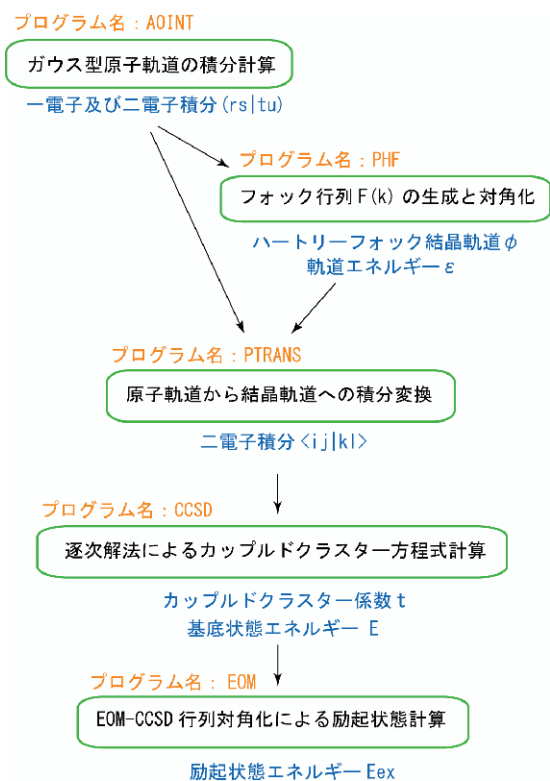 プログラム名：AOINT
ガウス型原子軌道の積分計算
一電子及び二電子積分(rs|tu)
プログラム名：PHF
フォック行列F(k)の生成と対角化
ハートリーフォック結晶軌道φ
軌道エネルギーε
プログラム名：PTRANS
原子軌道から結晶軌道への積分変換
二電子積分<ij|kl>
プログラム名：CCSD
逐次解法によるカップルドクラスター方程式計算
カップルドクラスター係数t
基底状態エネルギーE
プログラム名：EOM
EOM-CCSD行列対角化による励起状態計算
励起状態エネルギーEex